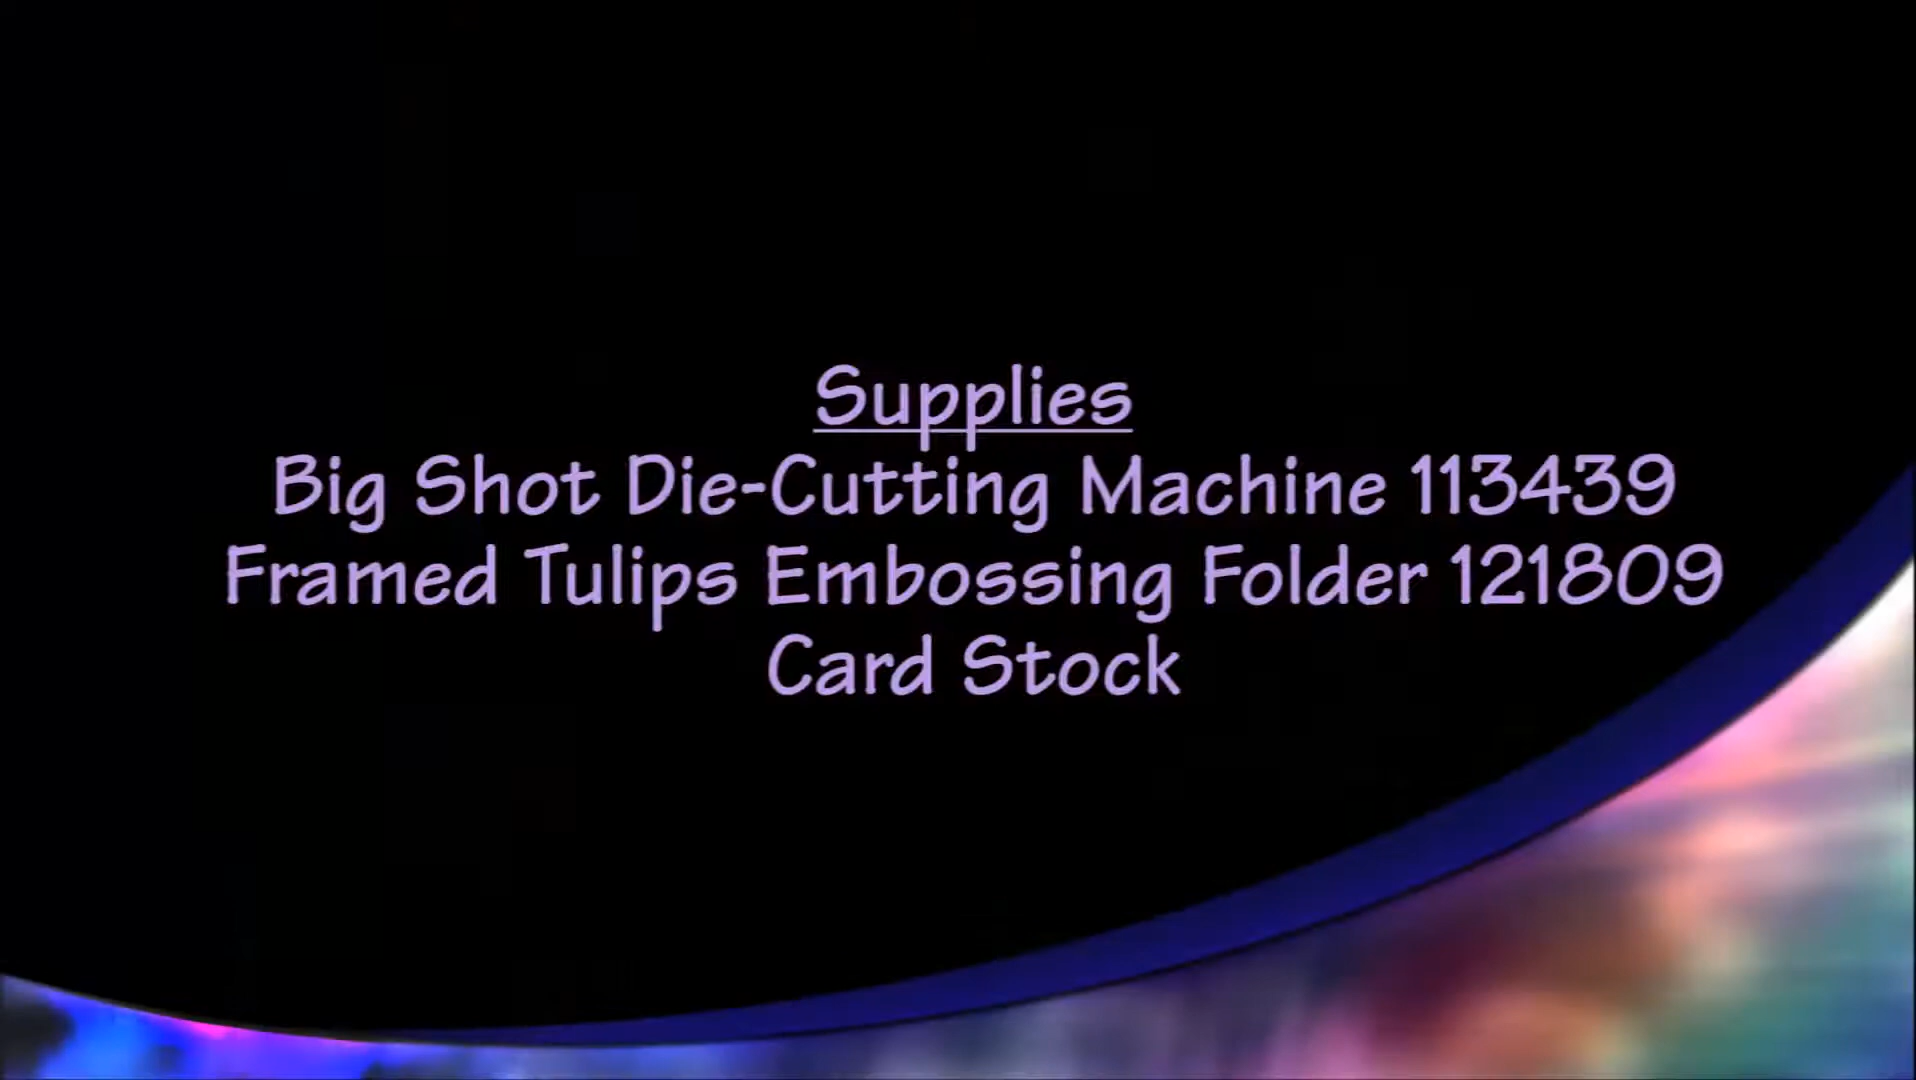 Supplies
Big Shot Die-Cutting Machine 113439
Framed Tulips Embossing Folder 121809
Card Stock